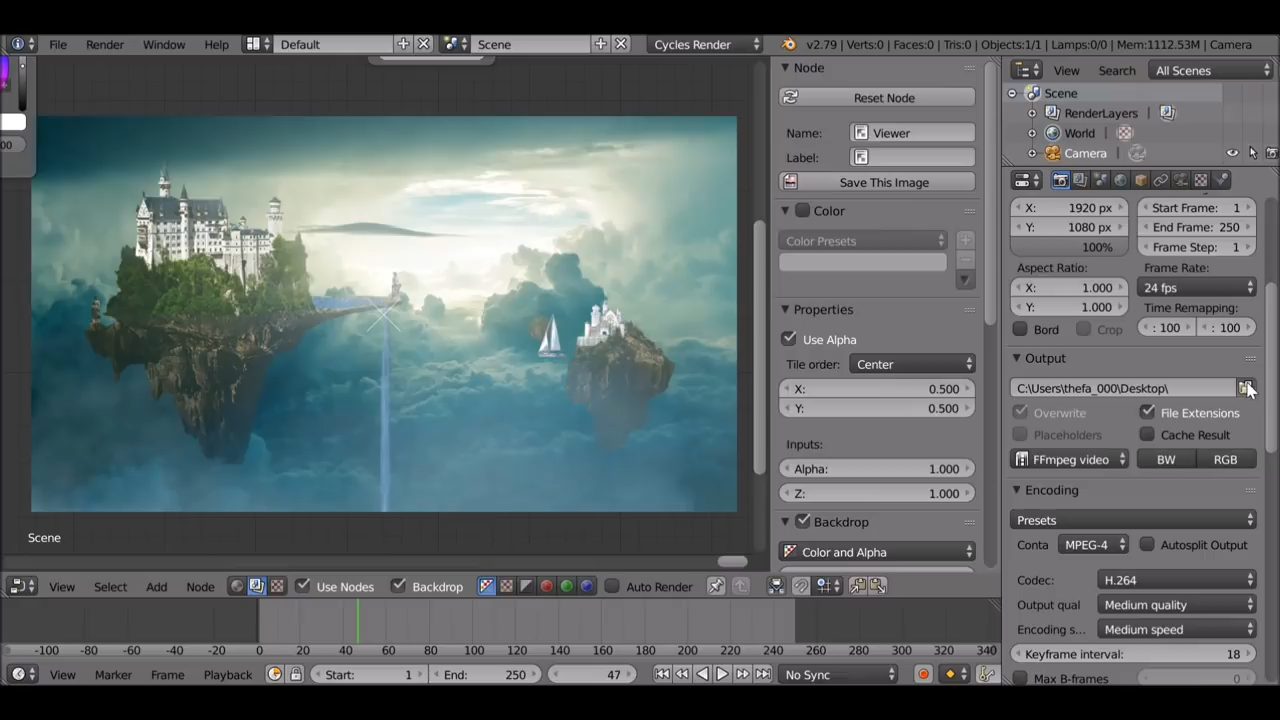 File Render Window Help Default Scene Cycles Render v2.79 | Verts:0 | Faces:0 | Tris:0 | Objects:1/1 | Lamps:0/0 | Mem:1112.53M | Camera
00
Scene
View Select Add Node Use Nodes Backdrop Auto Render
-100 -80 -60 -40 -20 0 20 40 60 80 100 120 140 160 180 200 220 240 260 280 300 320 340
View Marker Frame Playback Start: 1 End: 250 47 No Sync
Node
Reset Node
Name: Viewer
Label:
Save This Image
Color
Color Presets
Properties
Use Alpha
Tile order: Center
X: 0.500
Y: 0.500
Inputs:
Alpha: 1.000
Z: 1.000
Backdrop
Color and Alpha
View Search All Scenes
Scene
RenderLayers
World
Camera
X: 1920 px Start Frame: 1
Y: 1080 px End Frame: 250
100% Frame Step: 1
Aspect Ratio: Frame Rate:
X: 1.000 24 fps
Y: 1.000 Time Remapping:
Bord Crop : 100 : 100
Output
C:\Users\thefa_000\Desktop\
Overwrite File Extensions
Placeholders Cache Result
FFmpeg video BW RGB
Encoding
Presets
Conta MPEG-4 Autosplit Output
Codec: H.264
Output qual Medium quality
Encoding s... Medium speed
Keyframe interval: 18
Max B-frames 0